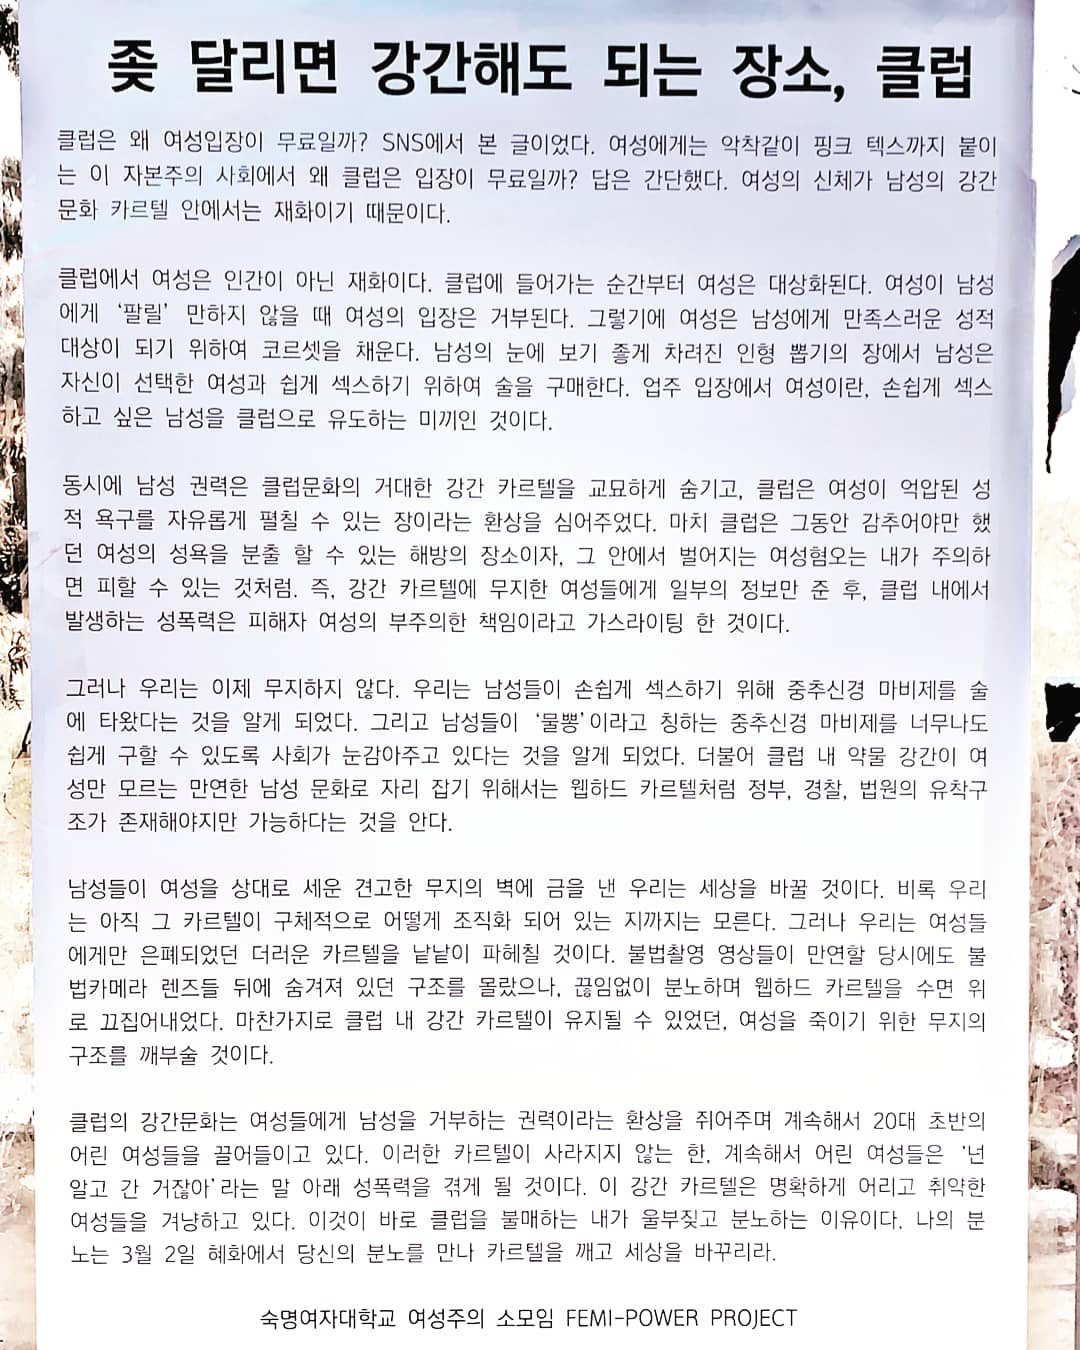 좆 달리면 강간해도 되는 장소, 클럽
클럽은 왜 여성입장이 무료일까? SNS에서 본 글이었다. 여성에게는 악착같이 핑크 텍스까지 붙이
는 이 자본주의 사회에서 왜 클럽은 입장이 무료일까? 답은 간단했다. 여성의 신체가 남성의 강간
문화 카르텔 안에서는 재화이기 때문이다.
클럽에서 여성은 인간이 아닌 재화이다. 클럽에 들어가는 순간부터 여성은 대상화된다. 여성이 남성
에게 ‘팔릴’ 만하지 않을 때 여성의 입장은 거부된다. 그렇기에 여성은 남성에게 만족스러운 성적
대상이 되기 위하여 코르셋을 채운다. 남성의 눈에 보기 좋게 차려진 인형 뽑기의 장에서 남성은
자신이 선택한 여성과 쉽게 섹스하기 위하여 술을 구매한다. 업주 입장에서 여성이란, 손쉽게 섹스
하고 싶은 남성을 클럽으로 유도하는 미끼인 것이다.
동시에 남성 권력은 클럽문화의 거대한 강간 카르텔을 교묘하게 숨기고, 클럽은 여성이 억압된 성
적 욕구를 자유롭게 펼칠 수 있는 장이라는 환상을 심어주었다. 마치 클럽은 그동안 감추어야만 했
던 여성의 성욕을 분출 할 수 있는 해방의 장소이자, 그 안에서 벌어지는 여성혐오는 내가 주의하
면 피할 수 있는 것처럼. 즉, 강간 카르텔에 무지한 여성들에게 일부의 정보만 준 후, 클럽 내에서
발생하는 성폭력은 피해자 여성의 부주의한 책임이라고 가스라이팅 한 것이다.
그러나 우리는 이제 무지하지 않다. 우리는 남성들이 손쉽게 섹스하기 위해 중추신경 마비제를 술
에 타왔다는 것을 알게 되었다. 그리고 남성들이 ‘물뽕’이라고 칭하는 중추신경 마비제를 너무나도
쉽게 구할 수 있도록 사회가 눈감아주고 있다는 것을 알게 되었다. 더불어 클럽 내 약물 강간이 여
성만 모르는 만연한 남성 문화로 자리 잡기 위해서는 웹하드 카르텔처럼 정부, 경찰, 법원의 유착구
조가 존재해야지만 가능하다는 것을 안다.
남성들이 여성을 상대로 세운 견고한 무지의 벽에 금을 낸 우리는 세상을 바꿀 것이다. 비록 우리
는 아직 그 카르텔이 구체적으로 어떻게 조직화 되어 있는 지까지는 모른다. 그러나 우리는 여성들
에게만 은폐되었던 더러운 카르텔을 낱낱이 파헤칠 것이다. 불법촬영 영상들이 만연할 당시에도 불
법카메라 렌즈들 뒤에 숨겨져 있던 구조를 몰랐으나, 끊임없이 분노하며 웹하드 카르텔을 수면 위
로 끄집어내었다. 마찬가지로 클럽 내 강간 카르텔이 유지될 수 있었던, 여성을 죽이기 위한 무지의
구조를 깨부술 것이다.
클럽의 강간문화는 여성들에게 남성을 거부하는 권력이라는 환상을 쥐어주며 계속해서 20대 초반의
어린 여성들을 끌어들이고 있다. 이러한 카르텔이 사라지지 않는 한, 계속해서 어린 여성들은 ‘넌
알고 간 거잖아’라는 말 아래 성폭력을 겪게 될 것이다. 이 강간 카르텔은 명확하게 어리고 취약한
여성들을 겨냥하고 있다. 이것이 바로 클럽을 불매하는 내가 울부짖고 분노하는 이유이다. 나의 분
노는 3월 2일 혜화에서 당신의 분노를 만나 카르텔을 깨고 세상을 바꾸리라.
숙명여자대학교 여성주의 소모임 FEMI-POWER PROJECT